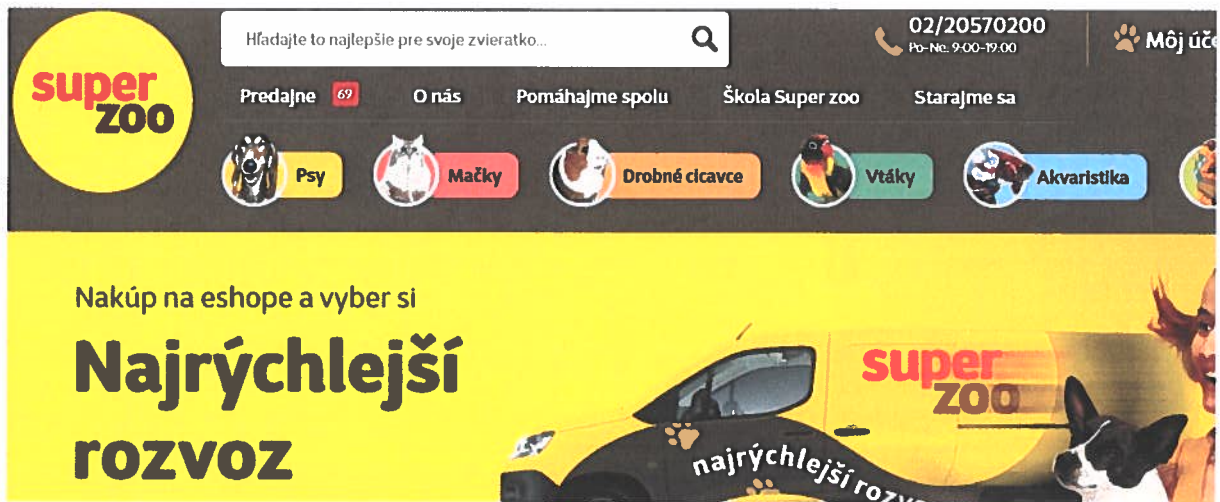 super
zoo
Hľadajte to najlepšie pre svoje zvieratko...
02/20570200
Po-Ne: 9:00-19:00
Môj úče
Predajne 69 O nás Pomáhajme spolu Škola Super zoo Starajme sa
Psy Mačky Drobné cicavce Vtáky Akvaristika
Nakúp na eshope a vyber si
Najrýchlejší
rozvoz
super
zoo
najrýchlejší rozv